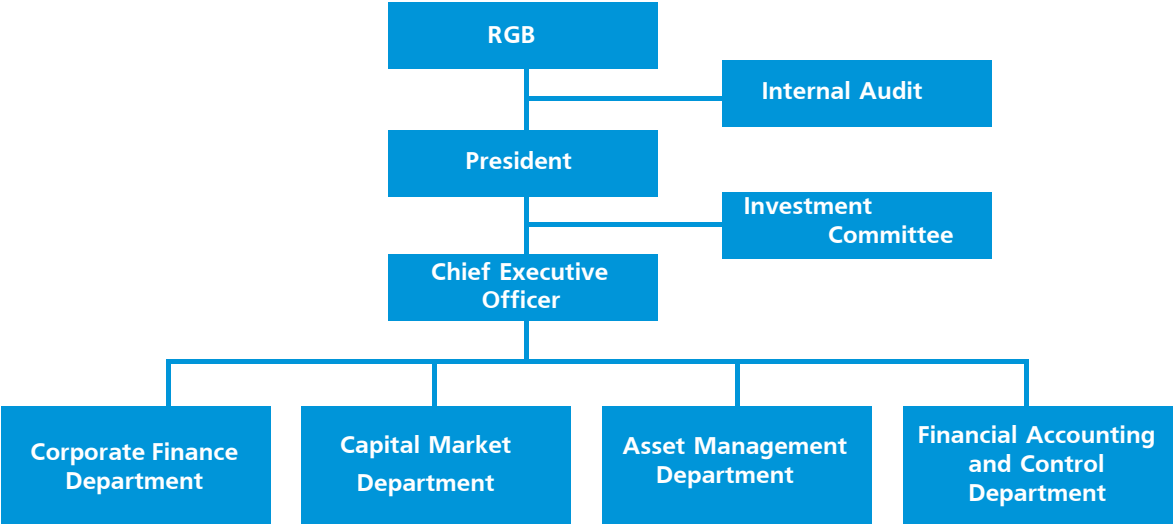 RGB
Internal Audit
President
Investment
Committee
Chief Executive
Officer
Corporate Finance
Department
Capital Market
Department
Asset Management
Department
Financial Accounting
and Control
Department